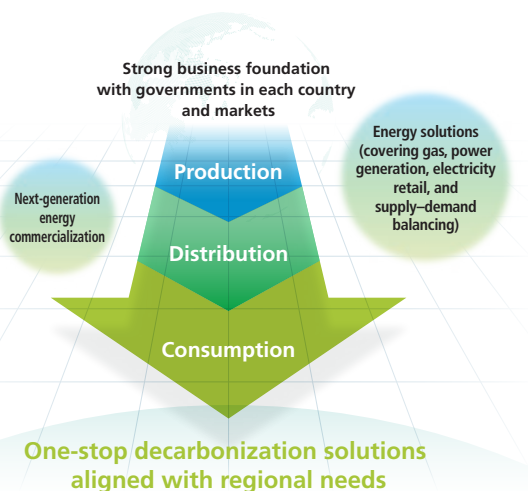 Strong business foundation
with governments in each country
and markets
Energy solutions
(covering gas, power
generation, electricity
retail, and
supply–demand
balancing)
Production
Next-generation
energy
commercialization
Distribution
Consumption
One-stop decarbonization solutions
aligned with regional needs